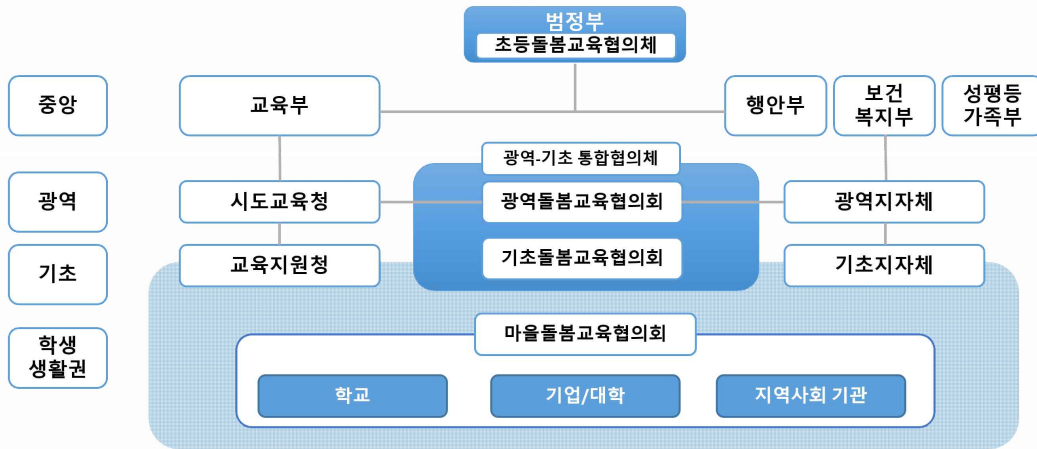 범정부
초등돌봄교육협의체
중앙
교육부
행안부
보건
복지부
성평등
가족부
광역-기초 통합협의체
광역
시도교육청
광역돌봄교육협의회
광역지자체
기초
교육지원청
기초돌봄교육협의회
기초지자체
학생
생활권
마을돌봄교육협의회
학교
기업/대학
지역사회 기관